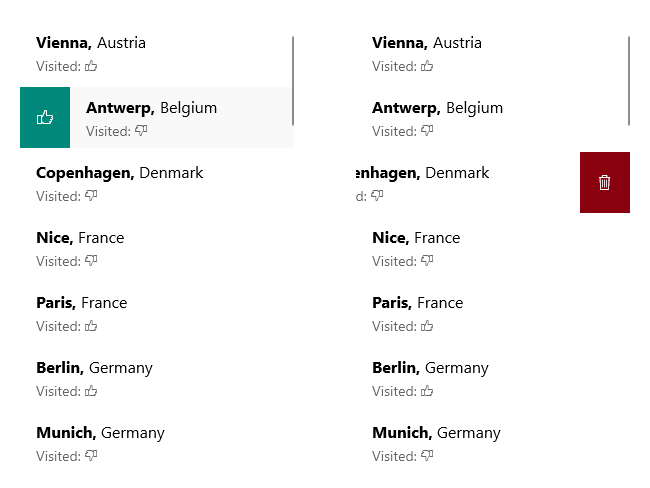 Vienna, Austria
Visited:
Antwerp, Belgium
Visited:
Copenhagen, Denmark
Visited:
Nice, France
Visited:
Paris, France
Visited:
Berlin, Germany
Visited:
Munich, Germany
Visited:
Vienna, Austria
Visited:
Antwerp, Belgium
Visited:
enhagen, Denmark
d:
Nice, France
Visited:
Paris, France
Visited:
Berlin, Germany
Visited:
Munich, Germany
Visited: